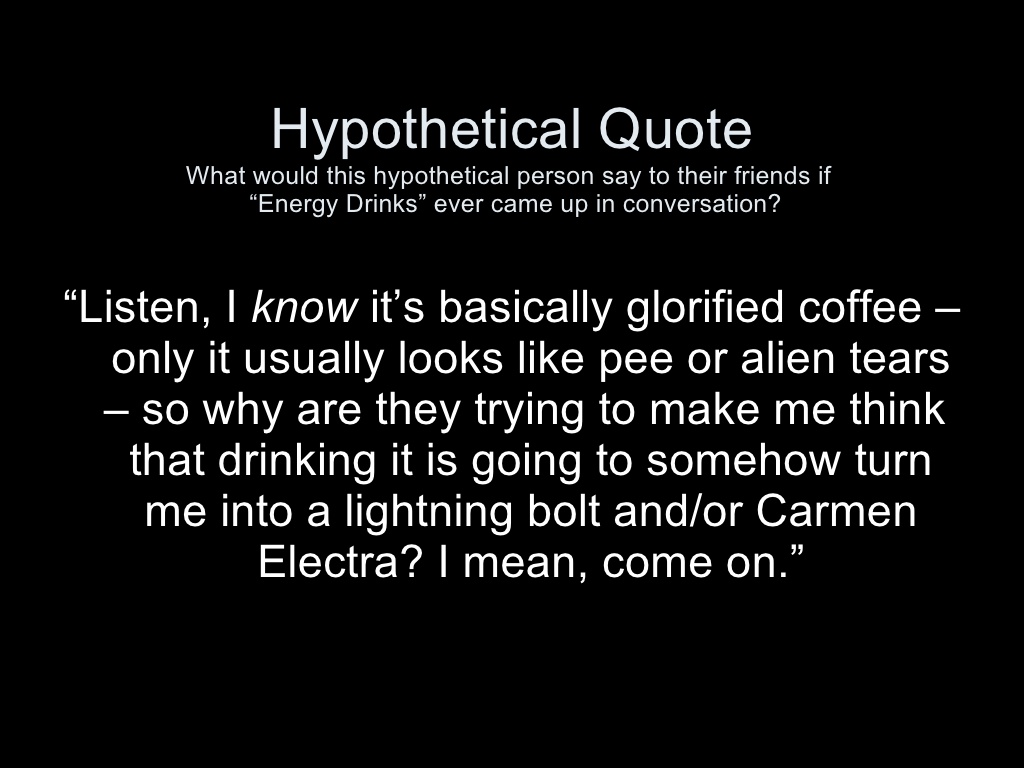 Hypothetical Quote
What would this hypothetical person say to their friends if
“Energy Drinks” ever came up in conversation?
“Listen, I know it’s basically glorified coffee –
only it usually looks like pee or alien tears
– so why are they trying to make me think
that drinking it is going to somehow turn
me into a lightning bolt and/or Carmen
Electra? I mean, come on.”